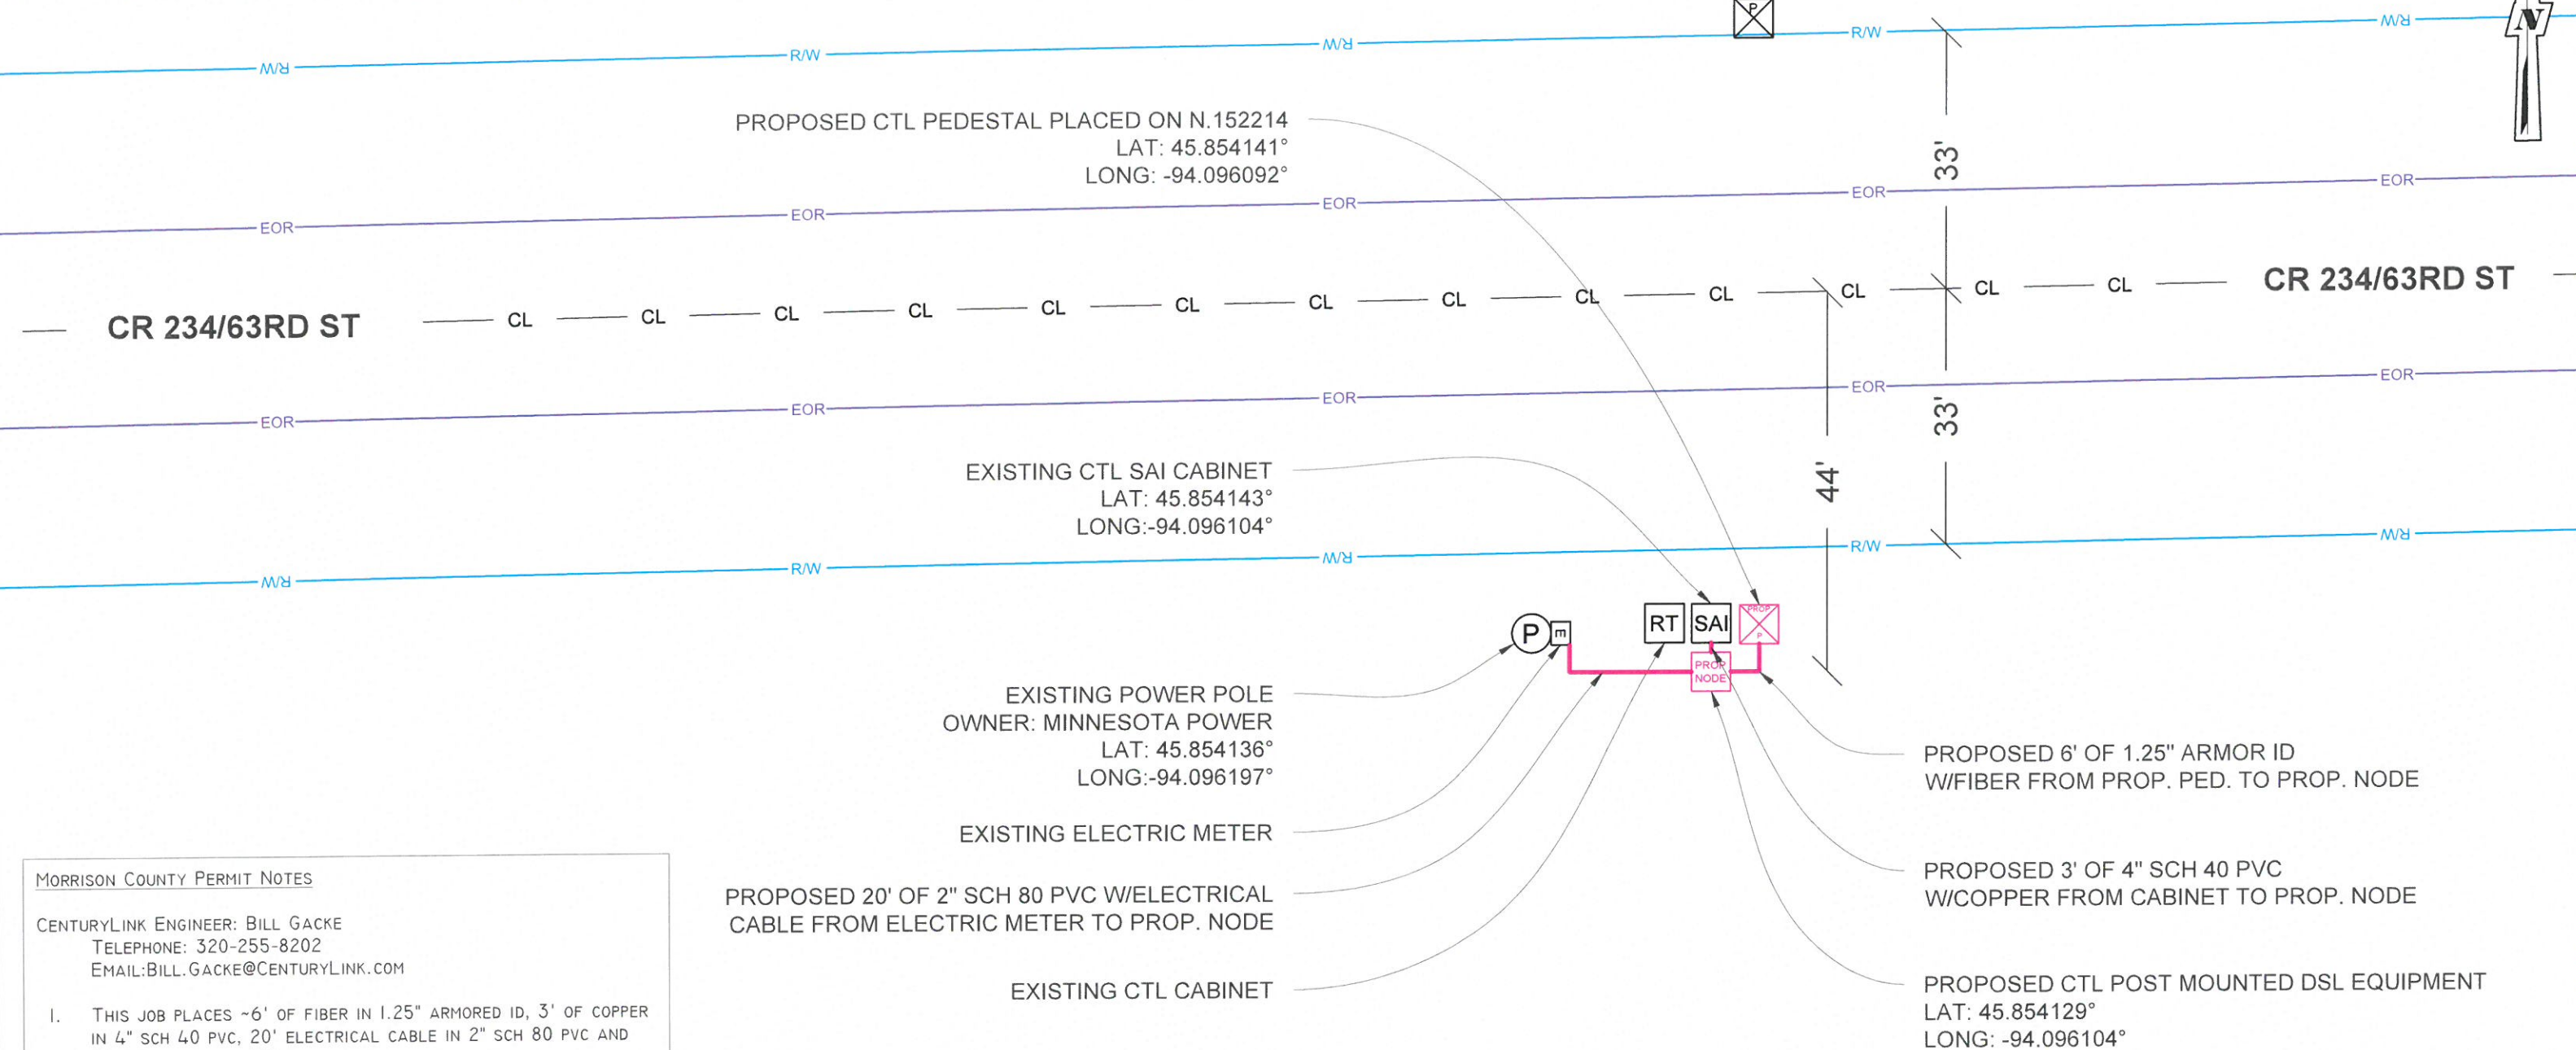 P
N
R/W
R/W
R/W
R/W
R/W
PROPOSED CTL PEDESTAL PLACED ON N.152214
LAT: 45.854141°
LONG: -94.096092°
33'
EOR
EOR
EOR
EOR
EOR
CR 234/63RD ST
CL
CL
CL
CL
CL
CL
CL
CL
CL
CL
CL
CL
CL
CR 234/63RD ST
EOR
EOR
EOR
EOR
EOR
33'
44'
EXISTING CTL SAI CABINET
LAT: 45.854143°
LONG:-94.096104°
R/W
R/W
R/W
R/W
R/W
P
E
RT
SAI
PROP
P
PROP
NODE
EXISTING POWER POLE
OWNER: MINNESOTA POWER
LAT: 45.854136°
LONG:-94.096197°
EXISTING ELECTRIC METER
PROPOSED 20' OF 2" SCH 80 PVC W/ELECTRICAL
CABLE FROM ELECTRIC METER TO PROP. NODE
EXISTING CTL CABINET
PROPOSED 6' OF 1.25" ARMOR ID
W/FIBER FROM PROP. PED. TO PROP. NODE
PROPOSED 3' OF 4" SCH 40 PVC
W/COPPER FROM CABINET TO PROP. NODE
PROPOSED CTL POST MOUNTED DSL EQUIPMENT
LAT: 45.854129°
LONG: -94.096104°
MORRISON COUNTY PERMIT NOTES
CENTURYLINK ENGINEER: BILL GACKE
TELEPHONE: 320-255-8202
EMAIL:BILL.GACKE@CENTURYLINK.COM
1. THIS JOB PLACES ~6' OF FIBER IN 1.25" ARMORED ID, 3' OF COPPER
IN 4" SCH 40 PVC, 20' ELECTRICAL CABLE IN 2" SCH 80 PVC AND